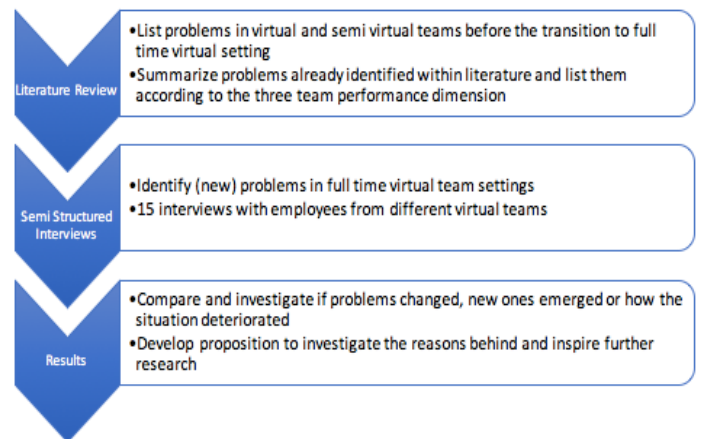 Literature Review
•List problems in virtual and semi virtual teams before the transition to full
time virtual setting
•Summarize problems already identified within literature and list them
according to the three team performance dimension
Semi Structured
Interviews
•Identify (new) problems in full time virtual team settings
•15 interviews with employees from different virtual teams
Results
•Compare and investigate if problems changed, new ones emerged or how the
situation deteriorated
•Develop proposition to investigate the reasons behind and inspire further
research